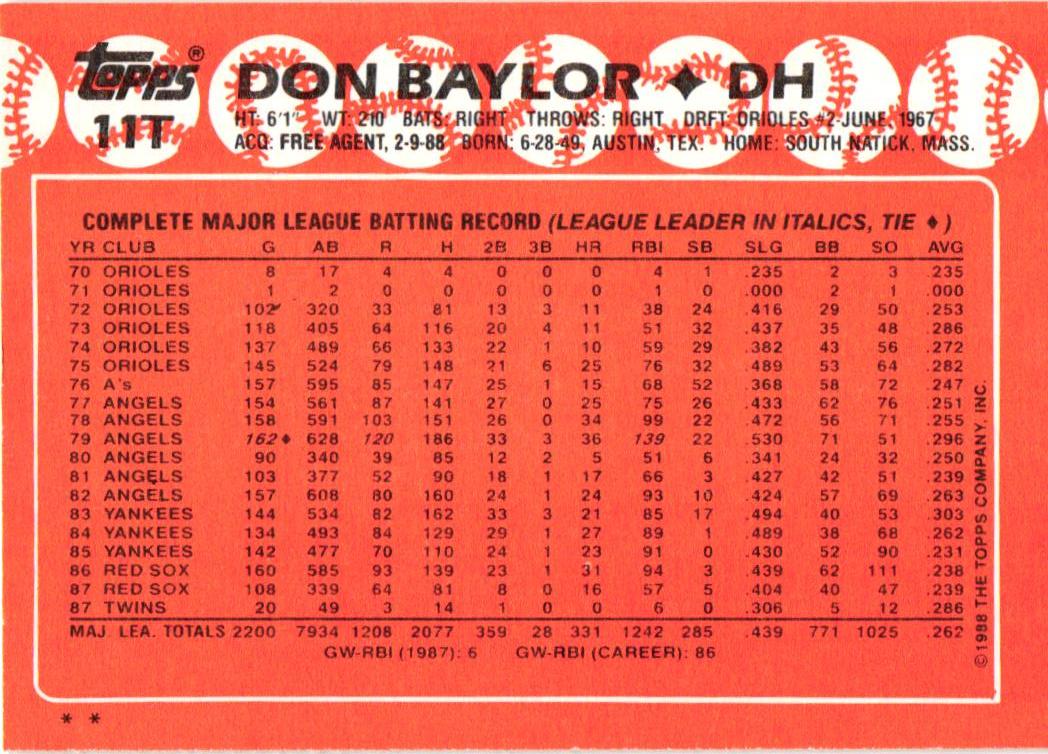 topps®
11T
DON BAYLOR ♦ DH
HT: 6'1" WT: 210 BATS: RIGHT THROWS: RIGHT DRFT: ORIOLES #2-JUNE, 1967
ACQ: FREE AGENT, 2-9-88 BORN: 6-28-49, AUSTIN, TEX. HOME: SOUTH NATICK, MASS.
COMPLETE MAJOR LEAGUE BATTING RECORD (LEAGUE LEADER IN ITALICS, TIE ♦)
YR CLUB G AB R H 2B 3B HR RBI SB SLG BB SO AVG
70 ORIOLES 8 17 4 4 0 0 0 4 1 .235 2 3 .235
71 ORIOLES 1 2 0 0 0 0 0 1 0 .000 2 1 .000
72 ORIOLES 102 320 33 81 13 3 11 38 24 .416 29 50 .253
73 ORIOLES 118 405 64 116 20 4 11 51 32 .437 35 48 .286
74 ORIOLES 137 489 66 133 22 1 10 59 29 .382 43 56 .272
75 ORIOLES 145 524 79 148 21 6 25 76 32 .489 53 64 .282
76 A's 157 595 85 147 25 1 15 68 52 .368 58 72 .247
77 ANGELS 154 561 87 141 27 0 25 75 26 .433 62 76 .251
78 ANGELS 158 591 103 151 26 0 34 99 22 .472 56 71 .255
79 ANGELS 162♦ 628 120 186 33 3 36 139 22 .530 71 51 .296
80 ANGELS 90 340 39 85 12 2 5 51 6 .341 24 32 .250
81 ANGELS 103 377 52 90 18 1 17 66 3 .427 42 51 .239
82 ANGELS 157 608 80 160 24 1 24 93 10 .424 57 69 .263
83 YANKEES 144 534 82 162 33 3 21 85 17 .494 40 53 .303
84 YANKEES 134 493 84 129 29 1 27 89 1 .489 38 68 .262
85 YANKEES 142 477 70 110 24 1 23 91 0 .430 52 90 .231
86 RED SOX 160 585 93 139 23 1 31 94 3 .439 62 111 .238
87 RED SOX 108 339 64 81 8 0 16 57 5 .404 40 47 .239
87 TWINS 20 49 3 14 1 0 0 6 0 .306 5 12 .286
MAJ. LEA. TOTALS 2200 7934 1208 2077 359 28 331 1242 285 .439 771 1025 .262
GW-RBI (1987): 6 GW-RBI (CAREER): 86
©1988 THE TOPPS COMPANY, INC.
* *